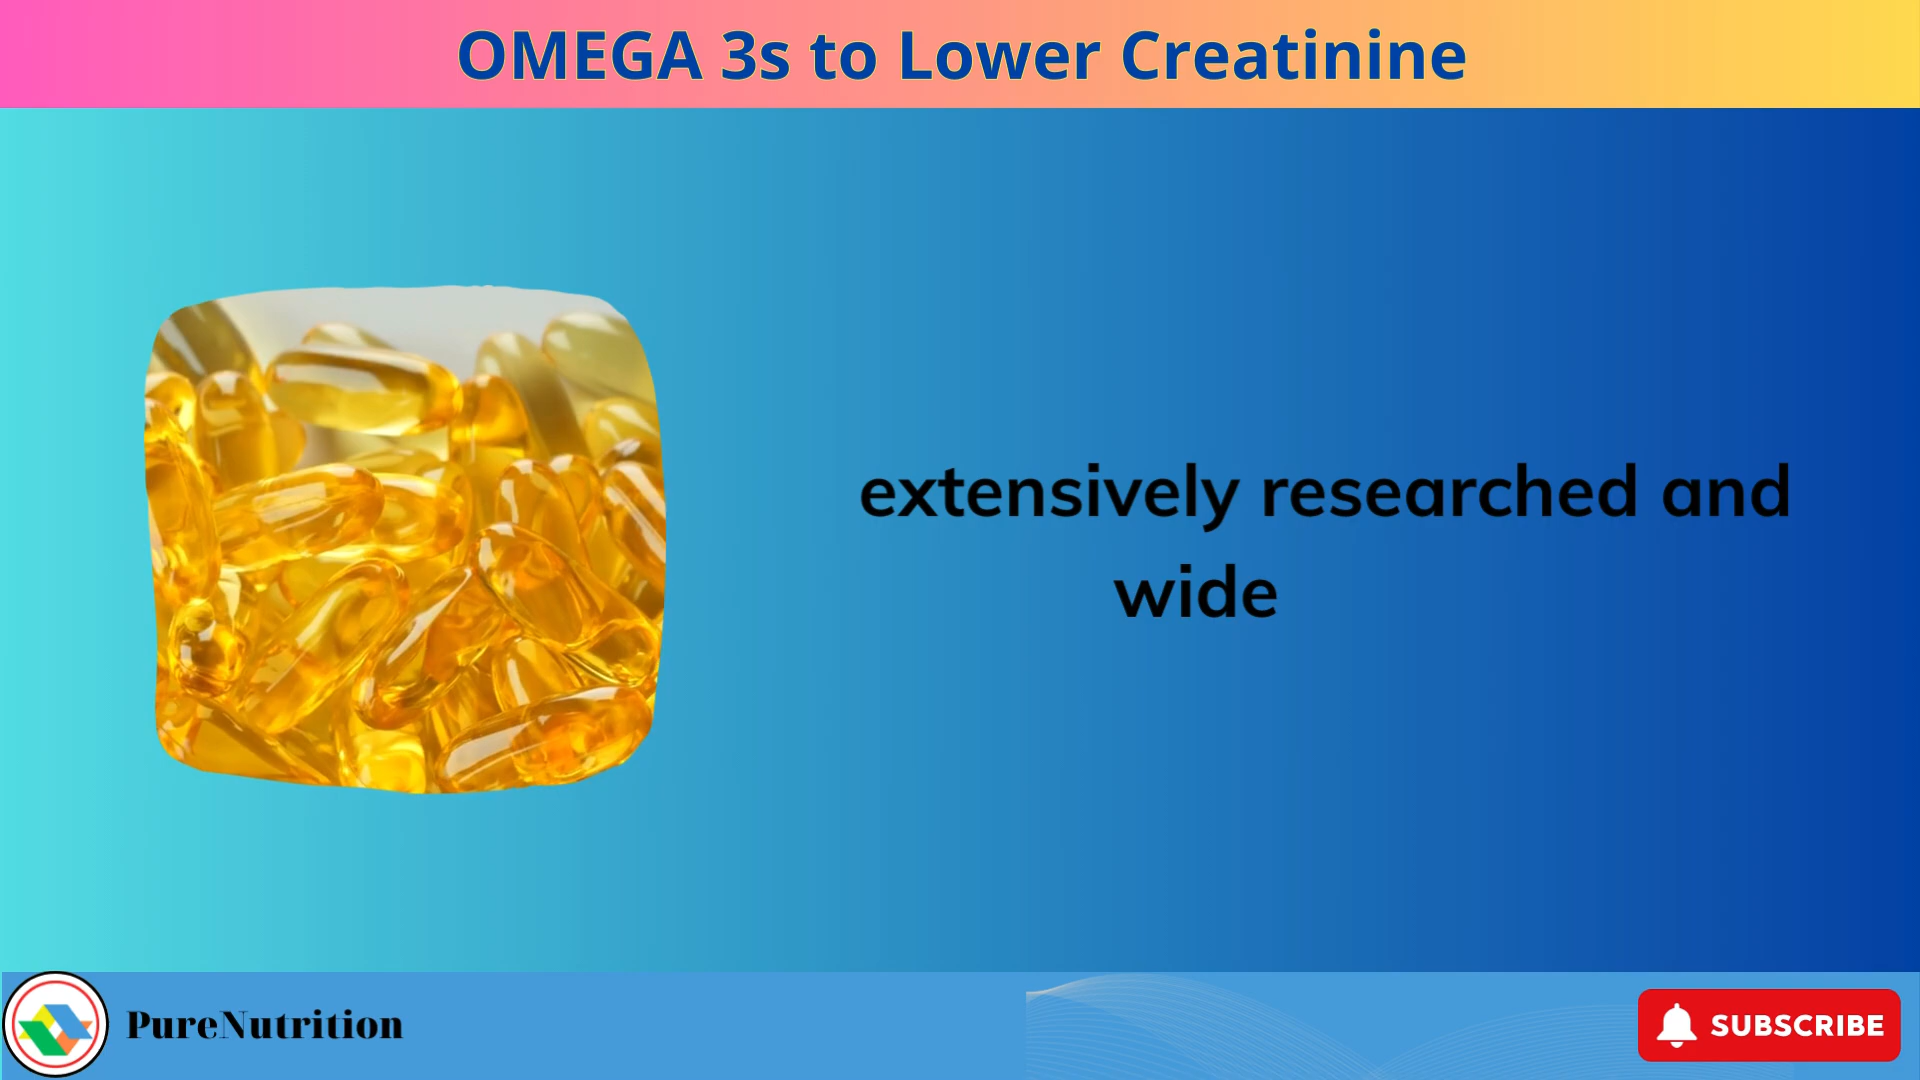 OMEGA 3s to Lower Creatinine
extensively researched and
wide
PureNutrition
SUBSCRIBE